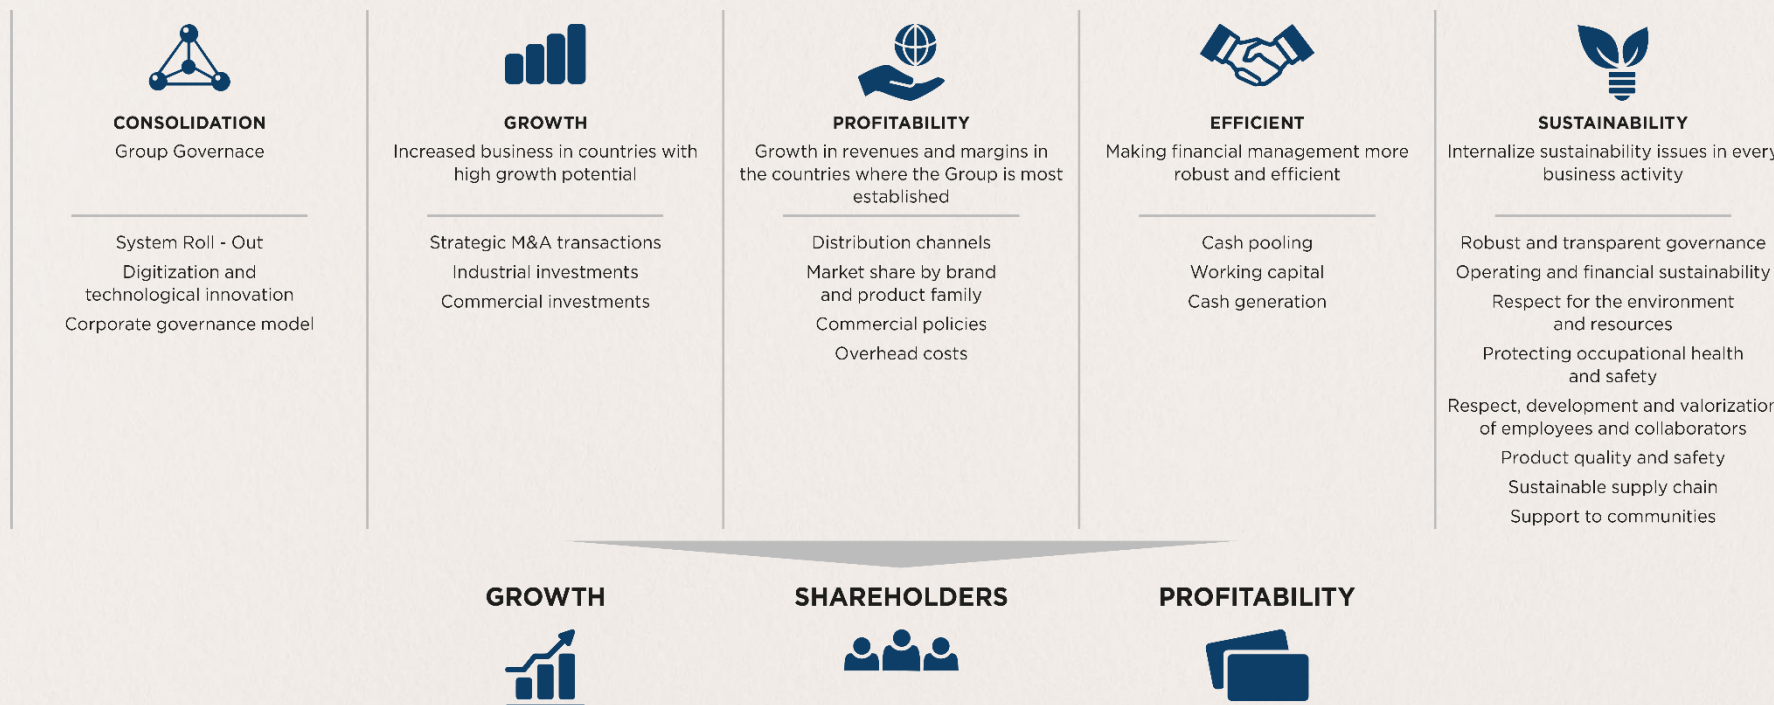 CONSOLIDATION
Group Governace
System Roll - Out
Digitization and
technological innovation
Corporate governance model
GROWTH
Increased business in countries with
high growth potential
Strategic M&A transactions
Industrial investments
Commercial investments
PROFITABILITY
Growth in revenues and margins in
the countries where the Group is most
established
Distribution channels
Market share by brand
and product family
Commercial policies
Overhead costs
EFFICIENT
Making financial management more
robust and efficient
Cash pooling
Working capital
Cash generation
SUSTAINABILITY
Internalize sustainability issues in every
business activity
Robust and transparent governance
Operating and financial sustainability
Respect for the environment
and resources
Protecting occupational health
and safety
Respect, development and valorization
of employees and collaborators
Product quality and safety
Sustainable supply chain
Support to communities
GROWTH
SHAREHOLDERS
PROFITABILITY